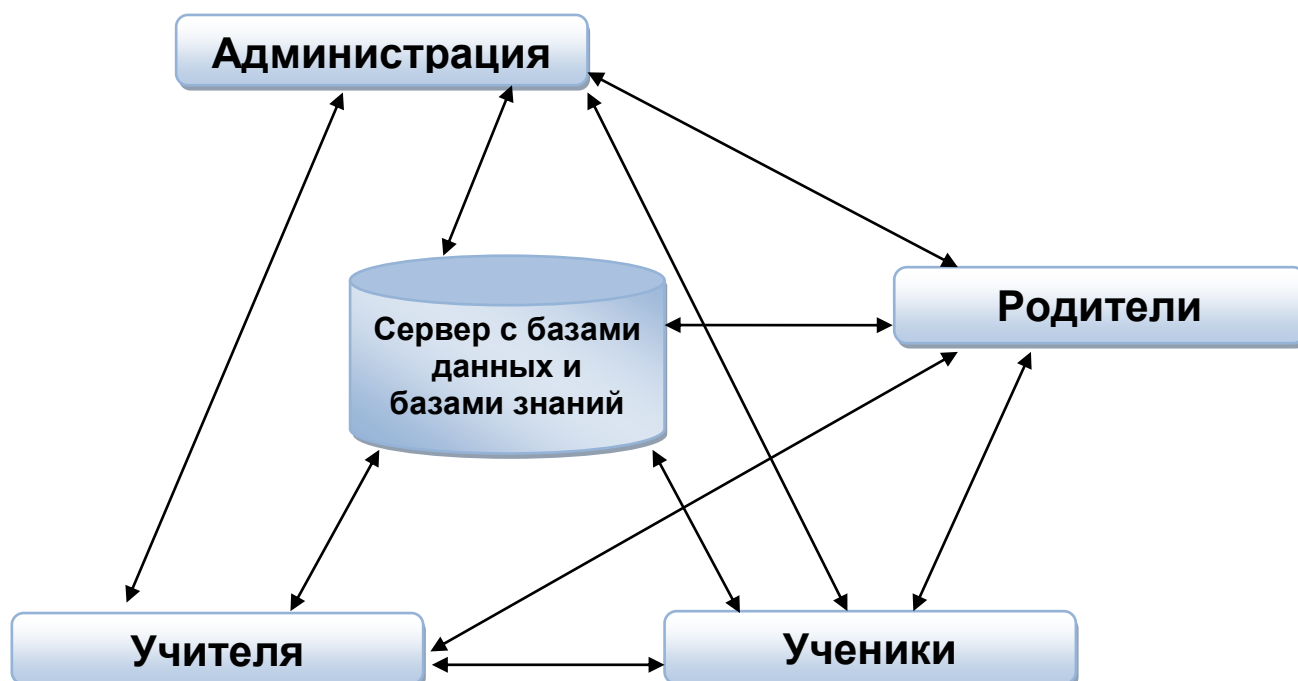 Администрация
Родители
Сервер с базами
данных и
базами знаний
Учителя
Ученики